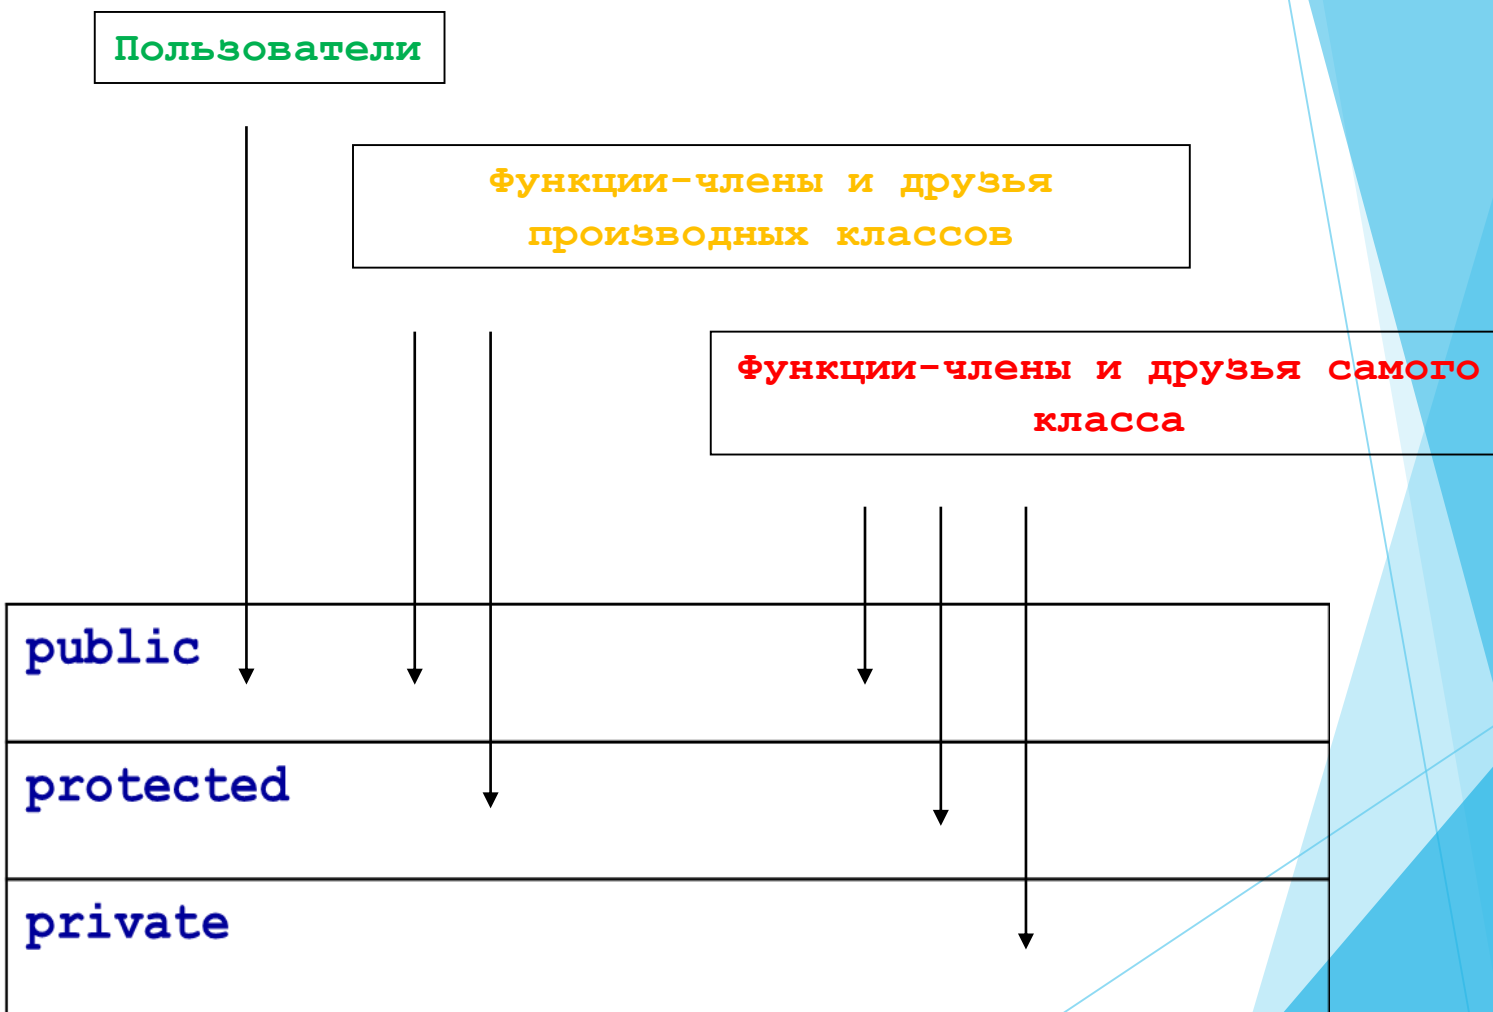 Пользователи
Функции-члены и друзья
производных классов
Функции-члены и друзья самого
класса
public
protected
private